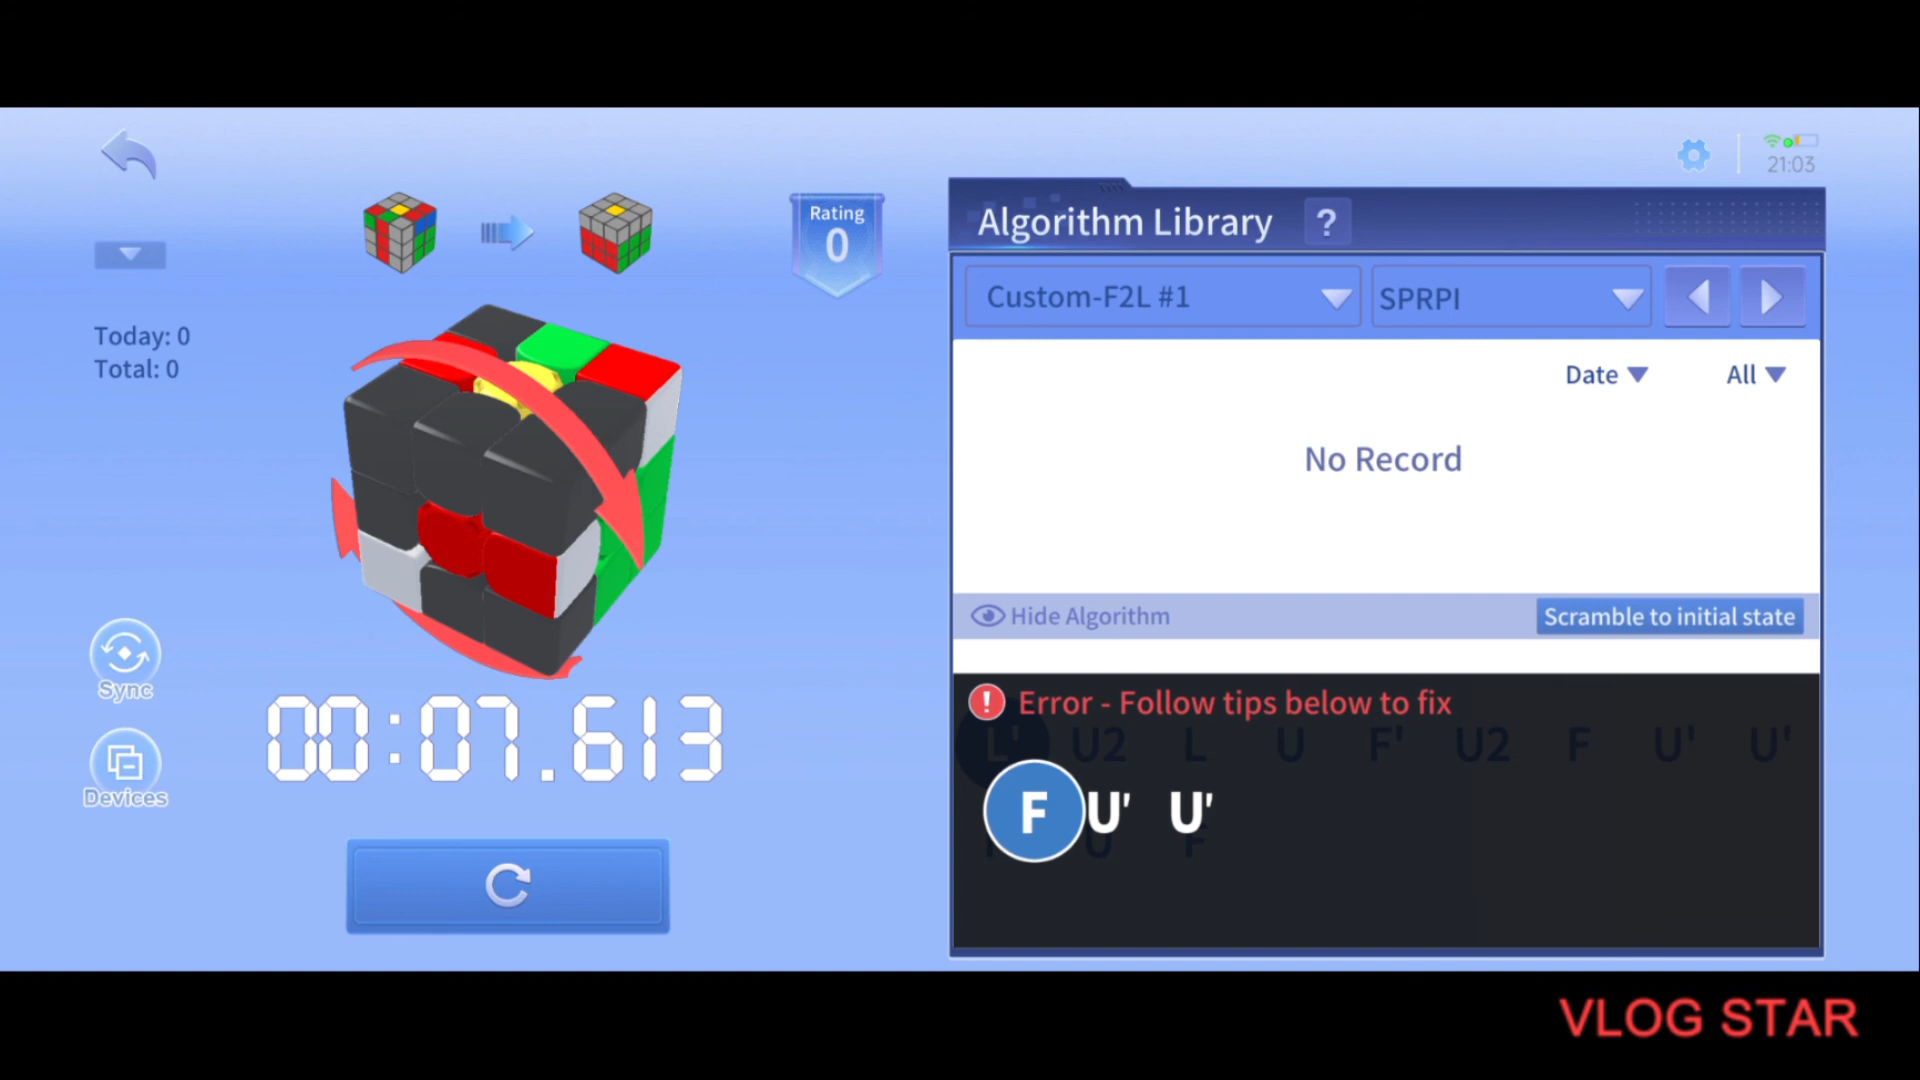 21:03
Rating
0
Algorithm Library ?
Custom-F2L #1
SPRPI
Today: 0
Total: 0
Date
All
No Record
Hide Algorithm
Scramble to initial state
! Error - Follow tips below to fix
L' U2 L U F' U2 F U' U'
F U' U'
U F
Sync
Devices
00:07.613
VLOG STAR